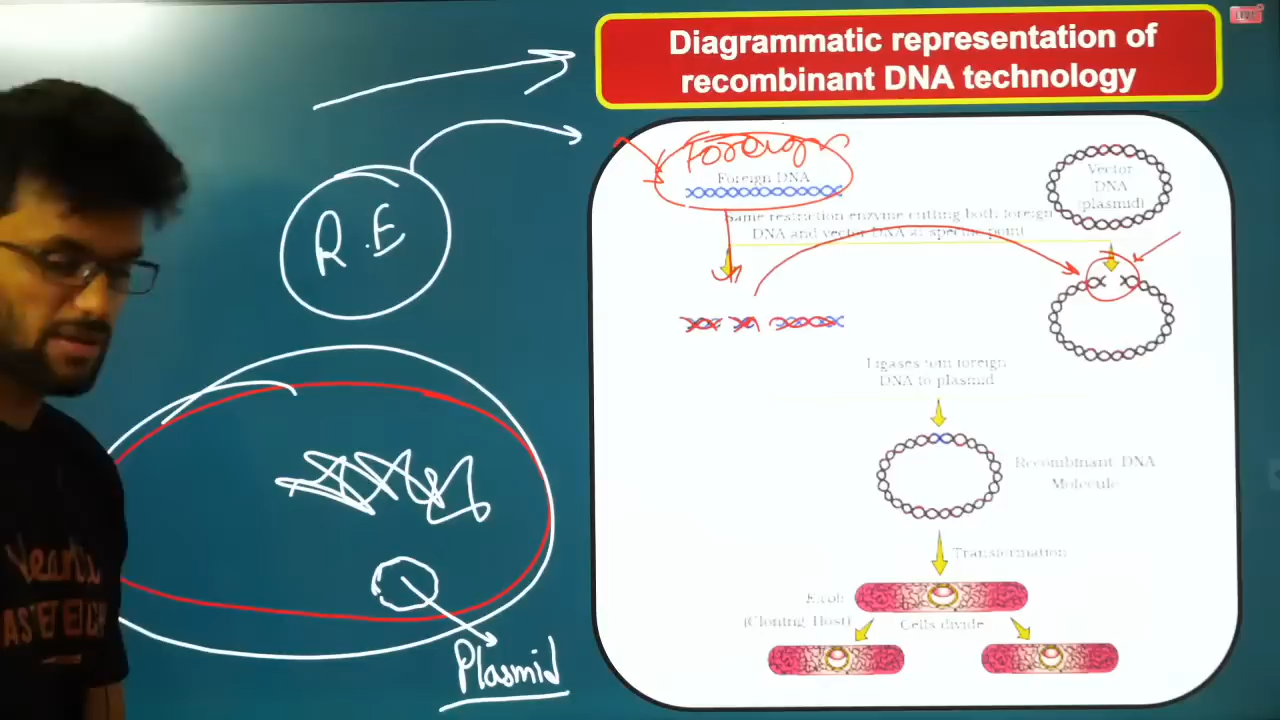 Diagrammatic representation of
recombinant DNA technology
LIVE
R.E
Foreign
Foreign DNA
Vector
DNA
(plasmid)
Same restriction enzyme cutting both foreign
DNA and vector DNA at specific point
Ligases join foreign
DNA to plasmid
Recombinant DNA
Molecule
Transformation
E.coli
(Cloning Host)
Cells divide
Plasmid